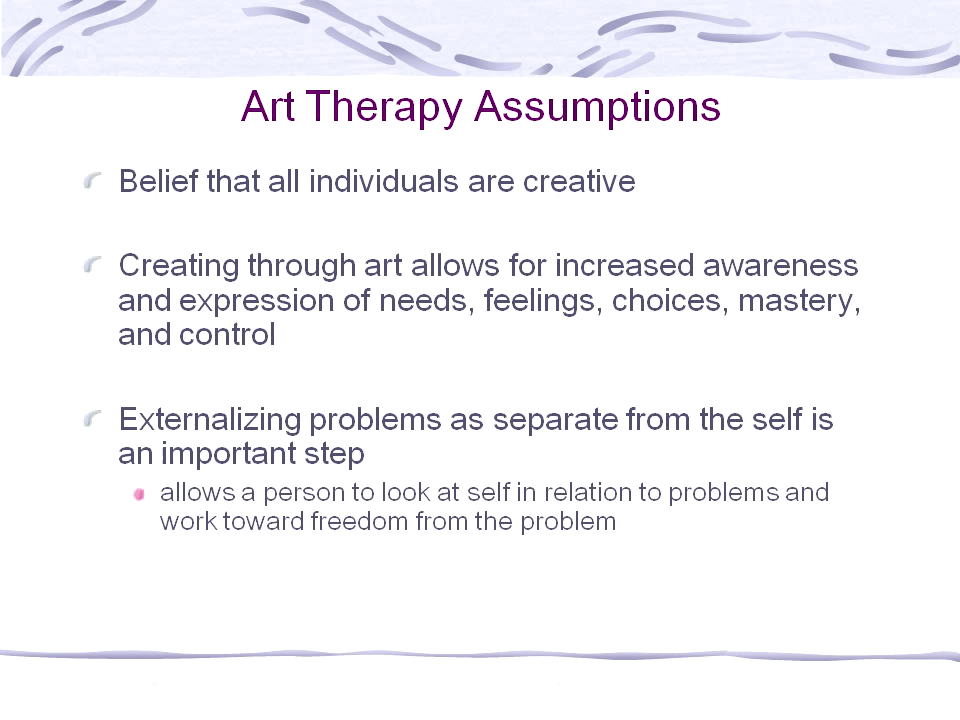 Art Therapy Assumptions
Belief that all individuals are creative
Creating through art allows for increased awareness
and expression of needs, feelings, choices, mastery,
and control
Externalizing problems as separate from the self is
an important step
allows a person to look at self in relation to problems and
work toward freedom from the problem